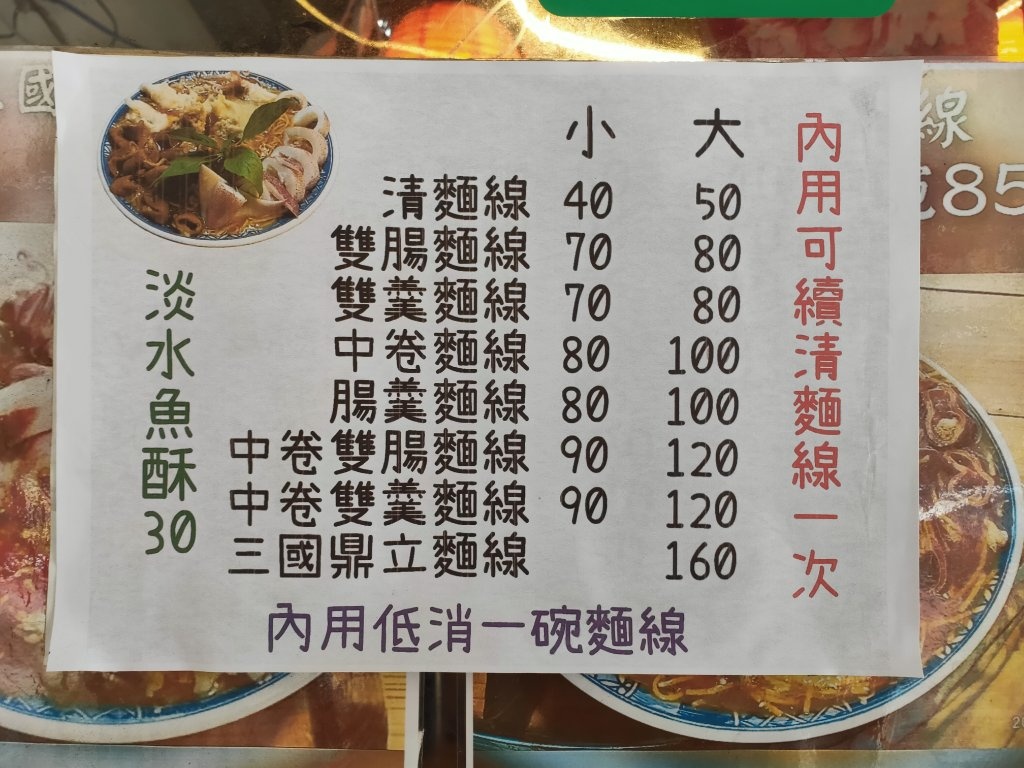 小 大
清麵線 40 50
雙腸麵線 70 80
雙羹麵線 70 80
中卷麵線 80 100
腸羹麵線 80 100
中卷雙腸麵線 90 120
中卷雙羹麵線 90 120
三國鼎立麵線 160
內用可續清麵線一次
淡水魚酥30
內用低消一碗麵線
國
線
85